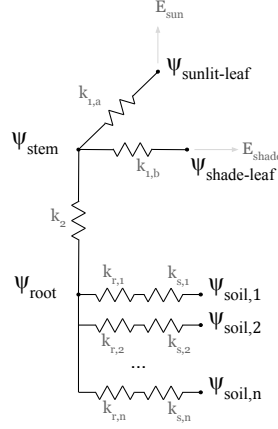 E_sun
Ψ_sunlit-leaf
k_1,a
Ψ_stem
E_shade
k_1,b
Ψ_shade-leaf
k_2
k_r,1 k_s,1 Ψ_soil,1
Ψ_root
k_r,2 k_s,2 Ψ_soil,2
...
k_r,n k_s,n Ψ_soil,n